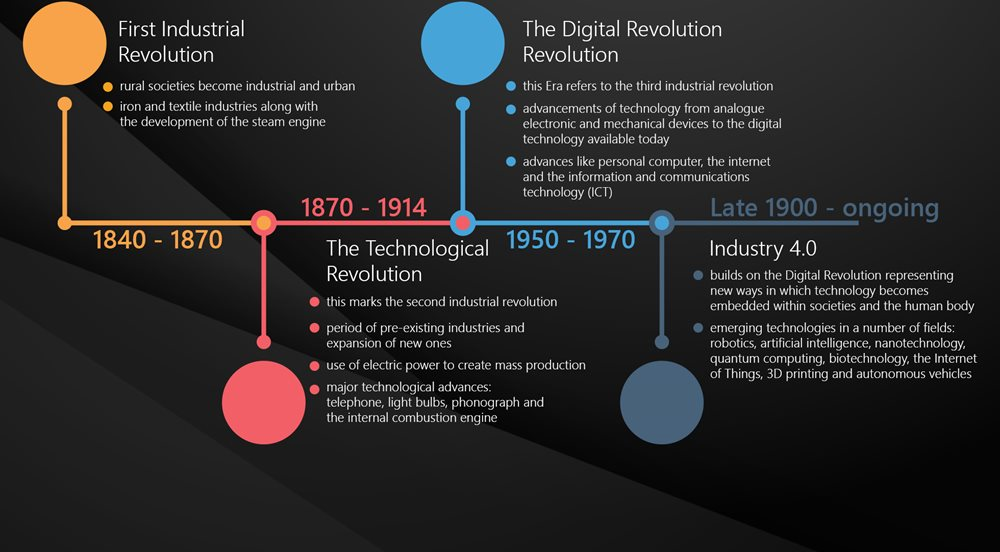 First Industrial
Revolution
rural societies become industrial and urban
iron and textile industries along with
the development of the steam engine
1840 - 1870
1870 - 1914
The Technological
Revolution
this marks the second industrial revolution
period of pre-existing industries and
expansion of new ones
use of electric power to create mass production
major technological advances:
telephone, light bulbs, phonograph and
the internal combustion engine
The Digital Revolution
Revolution
this Era refers to the third industrial revolution
advancements of technology from analogue
electronic and mechanical devices to the digital
technology available today
advances like personal computer, the internet
and the information and communications
technology (ICT)
1950 - 1970
Late 1900 - ongoing
Industry 4.0
builds on the Digital Revolution representing
new ways in which technology becomes
embedded within societies and the human body
emerging technologies in a number of fields:
robotics, artificial intelligence, nanotechnology,
quantum computing, biotechnology, the Internet
of Things, 3D printing and autonomous vehicles